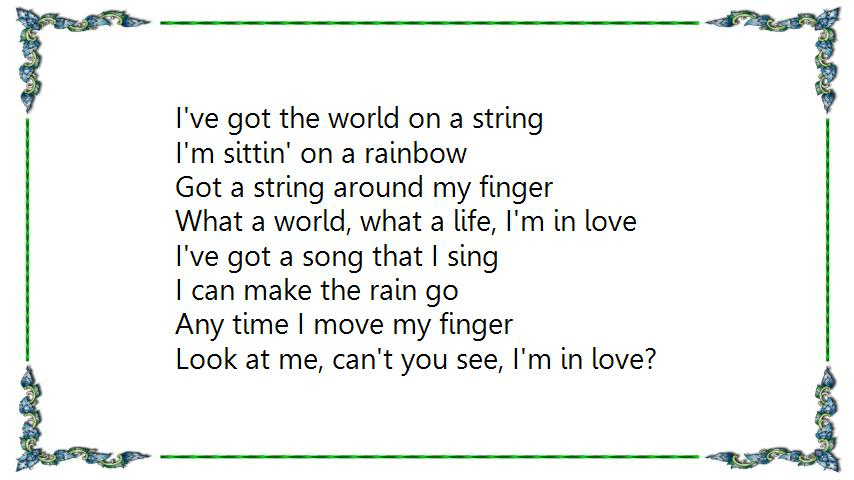 I've got the world on a string
I'm sittin' on a rainbow
Got a string around my finger
What a world, what a life, I'm in love
I've got a song that I sing
I can make the rain go
Any time I move my finger
Look at me, can't you see, I'm in love?